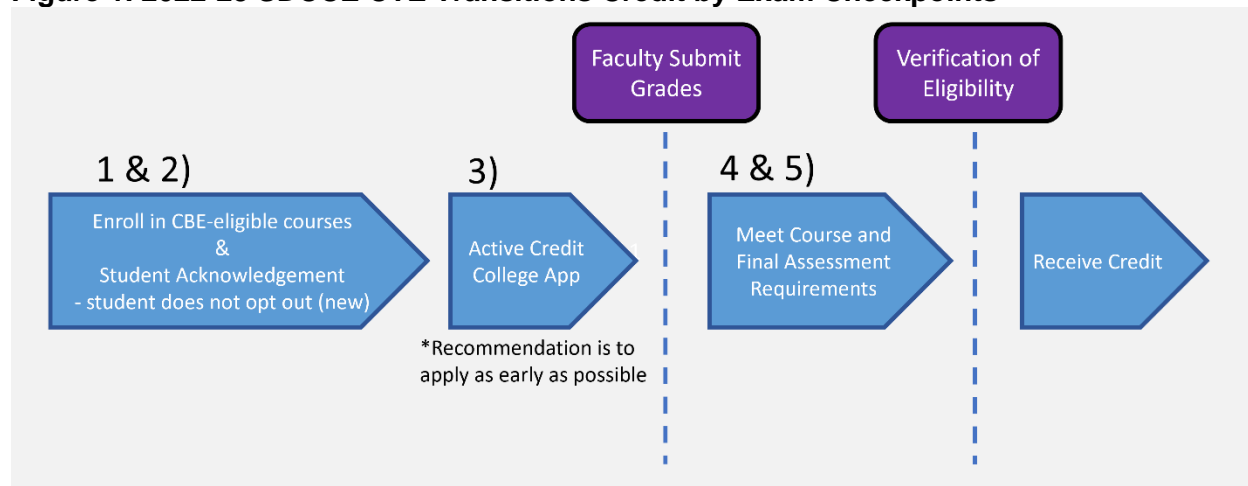 Faculty Submit
Grades
Verification of
Eligibility
1 & 2)
Enroll in CBE-eligible courses
&
Student Acknowledgement
- student does not opt out (new)
3)
Active Credit
College App
*Recommendation is to
apply as early as possible
4 & 5)
Meet Course and
Final Assessment
Requirements
Receive Credit